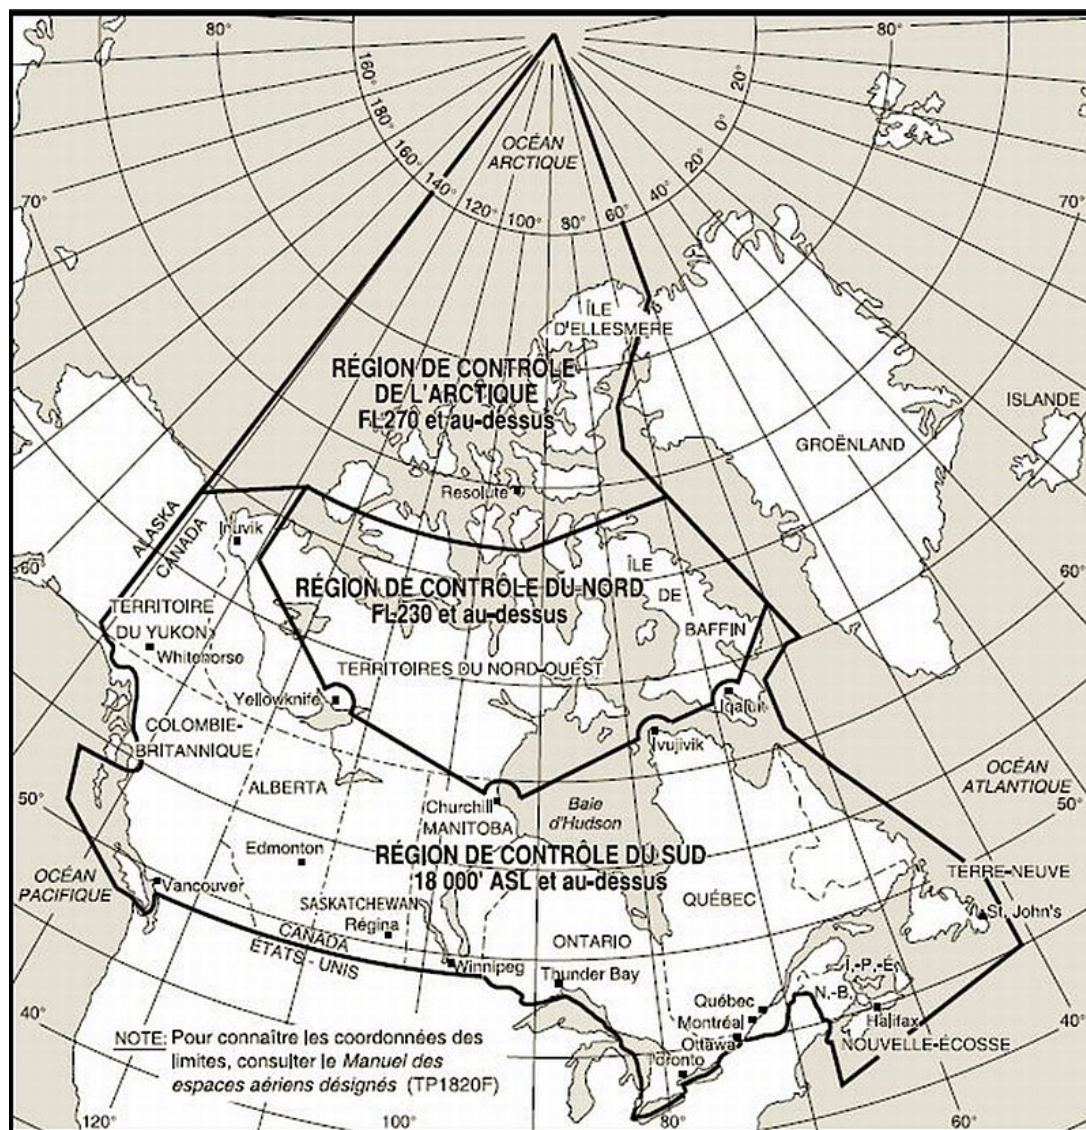 80°
80°
160°
180°
160°
140°
120°
100°
80°
60°
40°
20°
0°
20°
OCÉAN
ARCTIQUE
70°
70°
ÎLE
D'ELLESMERE
RÉGION DE CONTRÔLE
DE L'ARCTIQUE
FL270 et au-dessus
ISLANDE
GROËNLAND
Resolute
ALASKA
CANADA
Inuvik
60
60°
ÎLE
DE
BAFFIN
RÉGION DE CONTRÔLE DU NORD
FL230 et au-dessus
TERRITOIRE
DU YUKON
Whitehorse
TERRITOIRES DU NORD-OUEST
Yellowknife
Iqaluit
Ivujivik
COLOMBIE-
BRITANNIQUE
ALBERTA
Churchill
MANITOBA
Baie
d'Hudson
OCÉAN
ATLANTIQUE
50°
50°
Edmonton
RÉGION DE CONTRÔLE DU SUD
18 000' ASL et au-dessus
OCÉAN
PACIFIQUE
Vancouver
TERRE-NEUVE
St. John's
QUÉBEC
SASKATCHEWAN
Régina
CANADA
ÉTATS-UNIS
Winnipeg
ONTARIO
Thunder Bay
Î.-P.-É.
N.-B.
Québec
Montréal
Ottawa
Toronto
Halifax
NOUVELLE-ÉCOSSE
40°
40°
NOTE: Pour connaître les coordonnées des
limites, consulter le Manuel des
espaces aériens désignés (TP1820F)
120°
100°
80°
60°